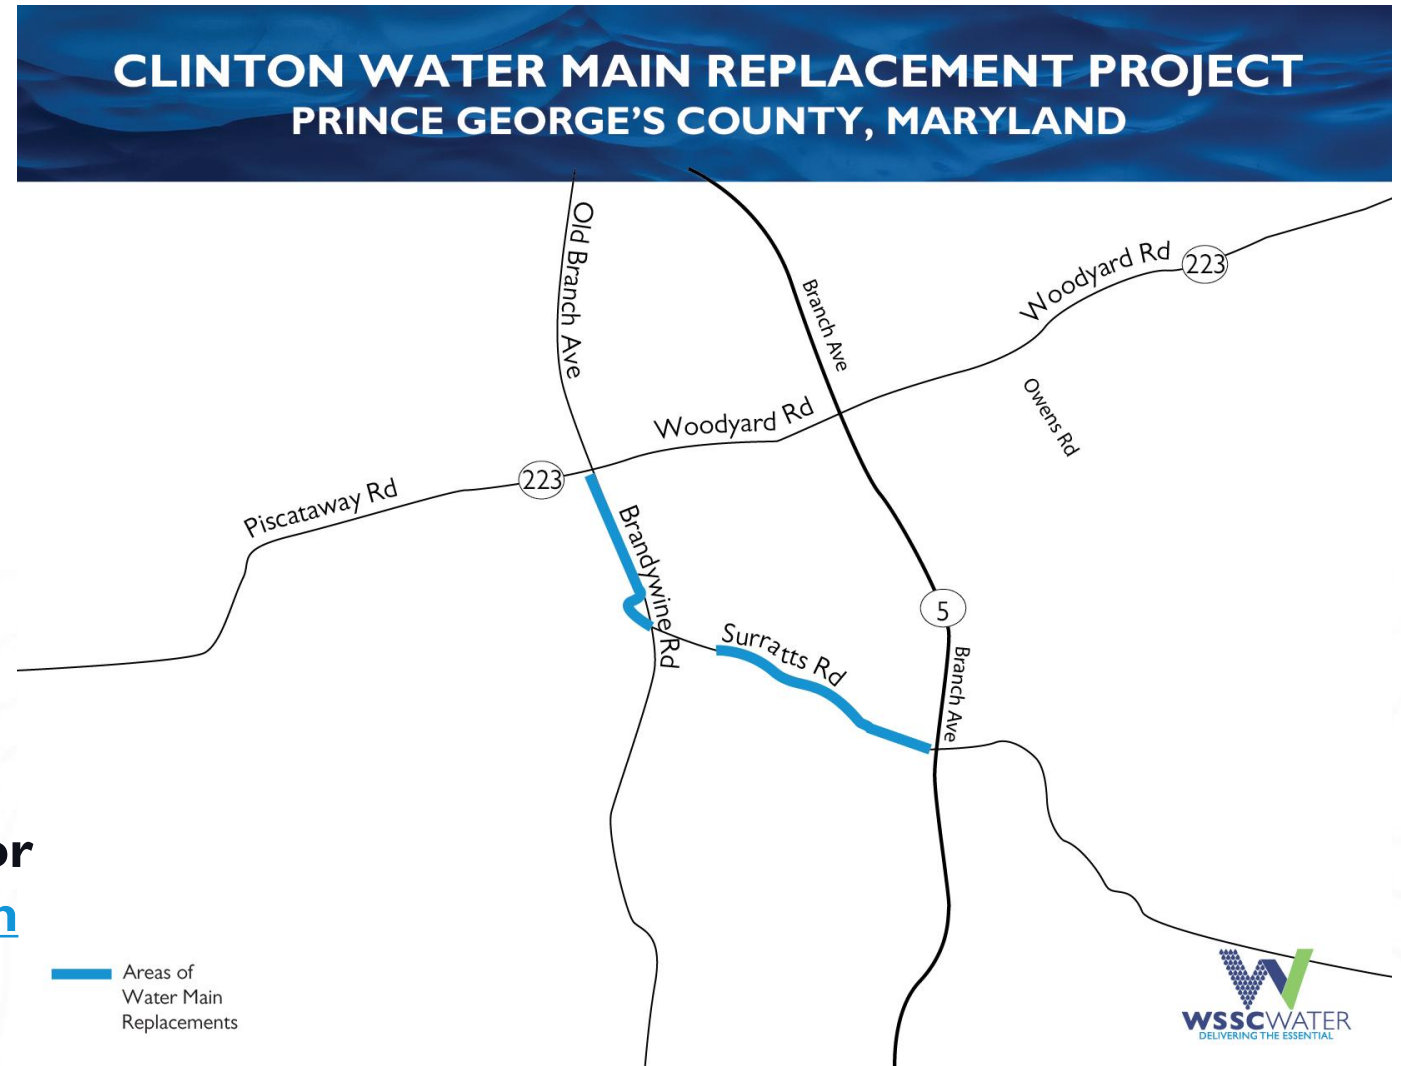 CLINTON WATER MAIN REPLACEMENT PROJECT
PRINCE GEORGE'S COUNTY, MARYLAND
Old Branch Ave
Branch Ave
Woodyard Rd
223
Owens Rd
Woodyard Rd
223
Piscataway Rd
Brandywine Rd
5
Surratts Rd
Branch Ave
or
n
Areas of
Water Main
Replacements
WSSCWATER
DELIVERING THE ESSENTIAL